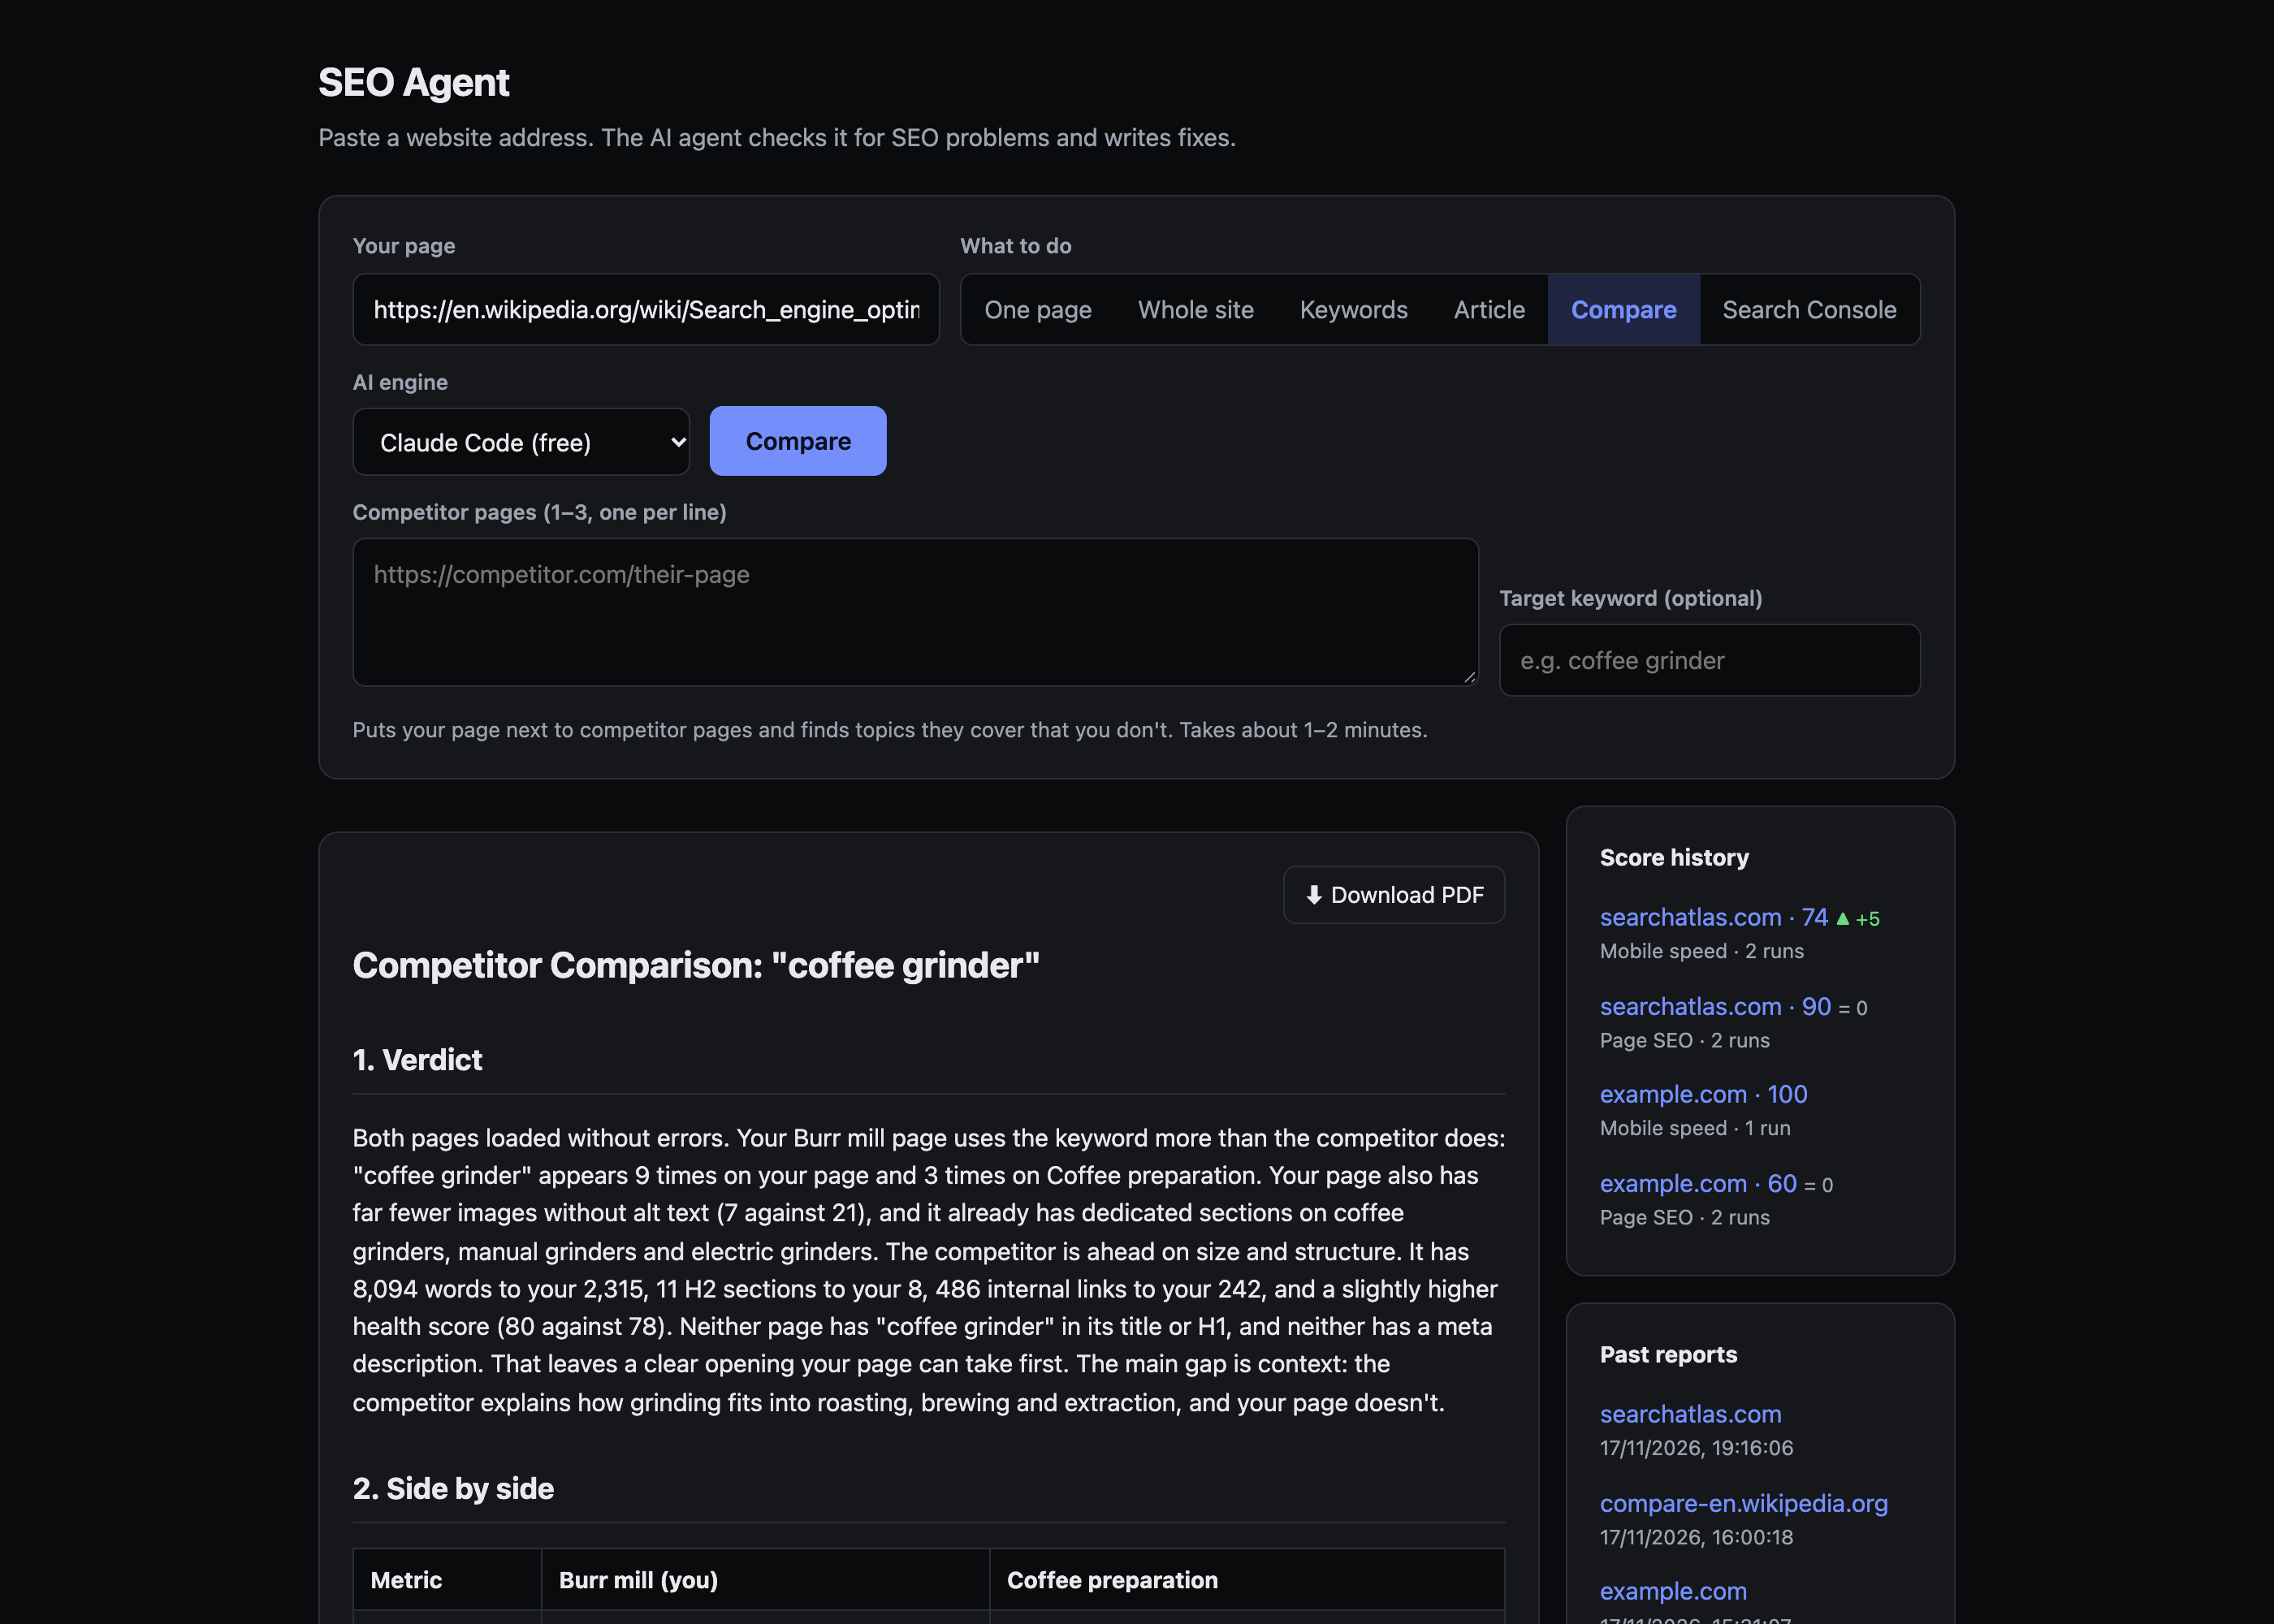 SEO Agent
Paste a website address. The AI agent checks it for SEO problems and writes fixes.
Your page
https://en.wikipedia.org/wiki/Search_engine_optin
What to do
One page Whole site Keywords Article Compare Search Console
AI engine
Claude Code (free)
Compare
Competitor pages (1–3, one per line)
https://competitor.com/their-page
Target keyword (optional)
e.g. coffee grinder
Puts your page next to competitor pages and finds topics they cover that you don't. Takes about 1–2 minutes.
Download PDF
Competitor Comparison: "coffee grinder"
1. Verdict
Both pages loaded without errors. Your Burr mill page uses the keyword more than the competitor does:
"coffee grinder" appears 9 times on your page and 3 times on Coffee preparation. Your page also has
far fewer images without alt text (7 against 21), and it already has dedicated sections on coffee
grinders, manual grinders and electric grinders. The competitor is ahead on size and structure. It has
8,094 words to your 2,315, 11 H2 sections to your 8, 486 internal links to your 242, and a slightly higher
health score (80 against 78). Neither page has "coffee grinder" in its title or H1, and neither has a meta
description. That leaves a clear opening your page can take first. The main gap is context: the
competitor explains how grinding fits into roasting, brewing and extraction, and your page doesn't.
2. Side by side
Metric Burr mill (you) Coffee preparation
Score history
searchatlas.com · 74 ▲ +5
Mobile speed · 2 runs
searchatlas.com · 90 = 0
Page SEO · 2 runs
example.com · 100
Mobile speed · 1 run
example.com · 60 = 0
Page SEO · 2 runs
Past reports
searchatlas.com
17/11/2026, 19:16:06
compare-en.wikipedia.org
17/11/2026, 16:00:18
example.com